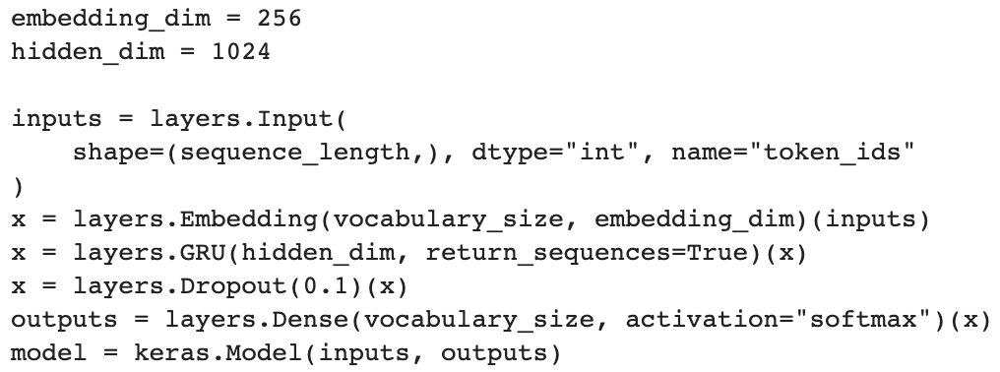 embedding_dim = 256
hidden_dim = 1024

inputs = layers.Input(
    shape=(sequence_length,), dtype="int", name="token_ids"
)
x = layers.Embedding(vocabulary_size, embedding_dim)(inputs)
x = layers.GRU(hidden_dim, return_sequences=True)(x)
x = layers.Dropout(0.1)(x)
outputs = layers.Dense(vocabulary_size, activation="softmax")(x)
model = keras.Model(inputs, outputs)